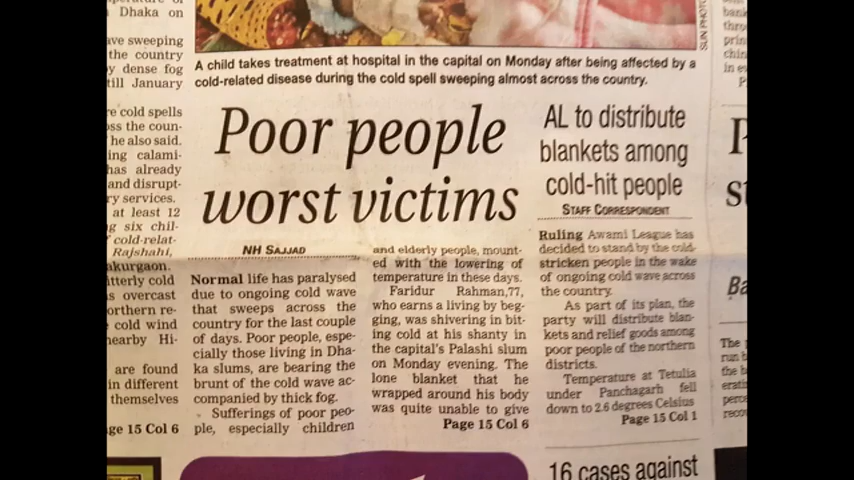 Dhaka on
ave sweeping
the country
y dense fog
till January
e cold spells
ss the coun-
he also said.
ing calami-
has already
and disrupt-
ry services.
at least 12
g six chil-
cold-relat-
Rajshahi,
akurgaon.
itterly cold
s overcast
orthern re-
cold wind
nearby Hi-
are found
in different
themselves
ge 15 Col 6
SUN PHOTO
A child takes treatment at hospital in the capital on Monday after being affected by a
cold-related disease during the cold spell sweeping almost across the country.
Poor people
worst victims
NH SAJJAD
Normal life has paralysed
due to ongoing cold wave
that sweeps across the
country for the last couple
of days. Poor people, espe-
cially those living in Dha-
ka slums, are bearing the
brunt of the cold wave ac-
companied by thick fog.
Sufferings of poor peo-
ple, especially children
and elderly people, mount-
ed with the lowering of
temperature in these days.
Faridur Rahman,77,
who earns a living by beg-
ging, was shivering in bit-
ing cold at his shanty in
the capital's Palashi slum
on Monday evening. The
lone blanket that he
wrapped around his body
was quite unable to give
Page 15 Col 6
AL to distribute
blankets among
cold-hit people
STAFF CORRESPONDENT
Ruling Awami League has
decided to stand by the cold-
stricken people in the wake
of ongoing cold wave across
the country.
As part of its plan, the
party will distribute blan-
kets and relief goods among
poor people of the northern
districts.
Temperature at Tetulia
under Panchagarh fell
down to 2.6 degrees Celsius
Page 15 Col 1
16 cases against
The